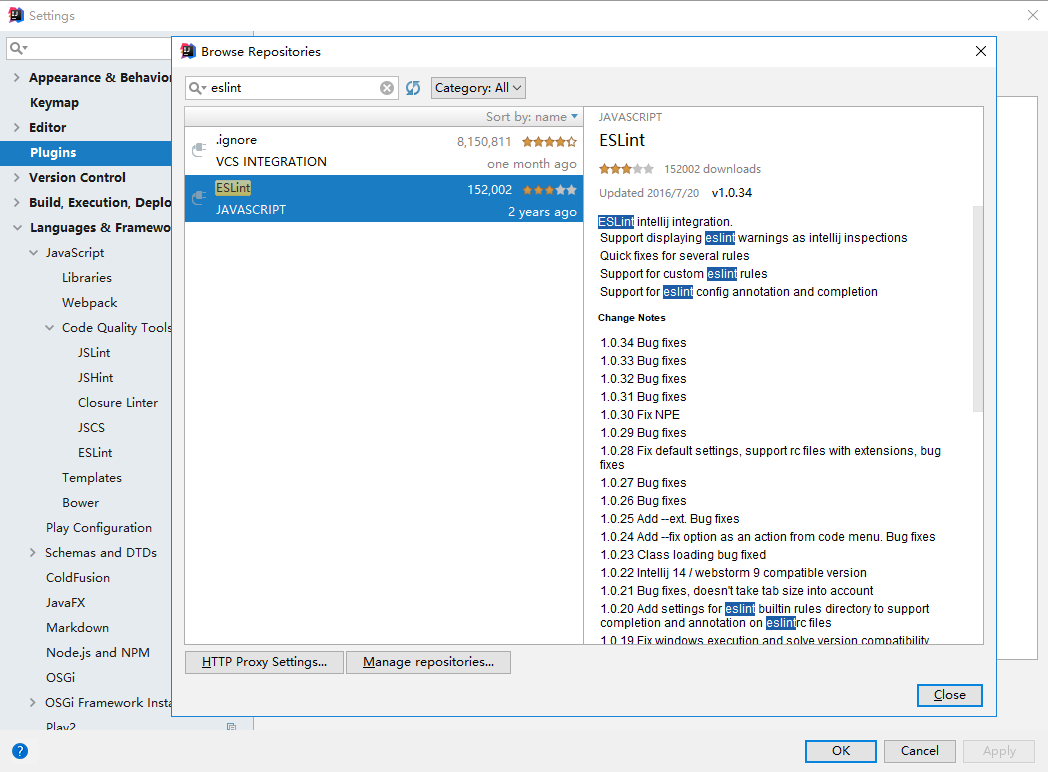 Settings
Appearance & Behavior
Keymap
Editor
Plugins
Version Control
Build, Execution, Deplo
Languages & Framewo
JavaScript
Libraries
Webpack
Code Quality Tools
JSLint
JSHint
Closure Linter
JSCS
ESLint
Templates
Bower
Play Configuration
Schemas and DTDs
ColdFusion
JavaFX
Markdown
Node.js and NPM
OSGi
OSGi Framework Insta
Play2
Browse Repositories
eslint
Category: All
Sort by: name
.ignore
8,150,811
VCS INTEGRATION
one month ago
ESLint
152,002
JAVASCRIPT
2 years ago
JAVASCRIPT
ESLint
152002 downloads
Updated 2016/7/20 v1.0.34
ESLint intellij integration.
Support displaying eslint warnings as intellij inspections
Quick fixes for several rules
Support for custom eslint rules
Support for eslint config annotation and completion
Change Notes
1.0.34 Bug fixes
1.0.33 Bug fixes
1.0.32 Bug fixes
1.0.31 Bug fixes
1.0.30 Fix NPE
1.0.29 Bug fixes
1.0.28 Fix default settings, support rc files with extensions, bug
fixes
1.0.27 Bug fixes
1.0.26 Bug fixes
1.0.25 Add --ext. Bug fixes
1.0.24 Add --fix option as an action from code menu. Bug fixes
1.0.23 Class loading bug fixed
1.0.22 Intellij 14 / webstorm 9 compatible version
1.0.21 Bug fixes, doesn't take tab size into account
1.0.20 Add settings for eslint builtin rules directory to support
completion and annotation on eslintrc files
1.0.19 Fix windows execution and solve version compatibility
HTTP Proxy Settings...
Manage repositories...
Close
?
OK
Cancel
Apply